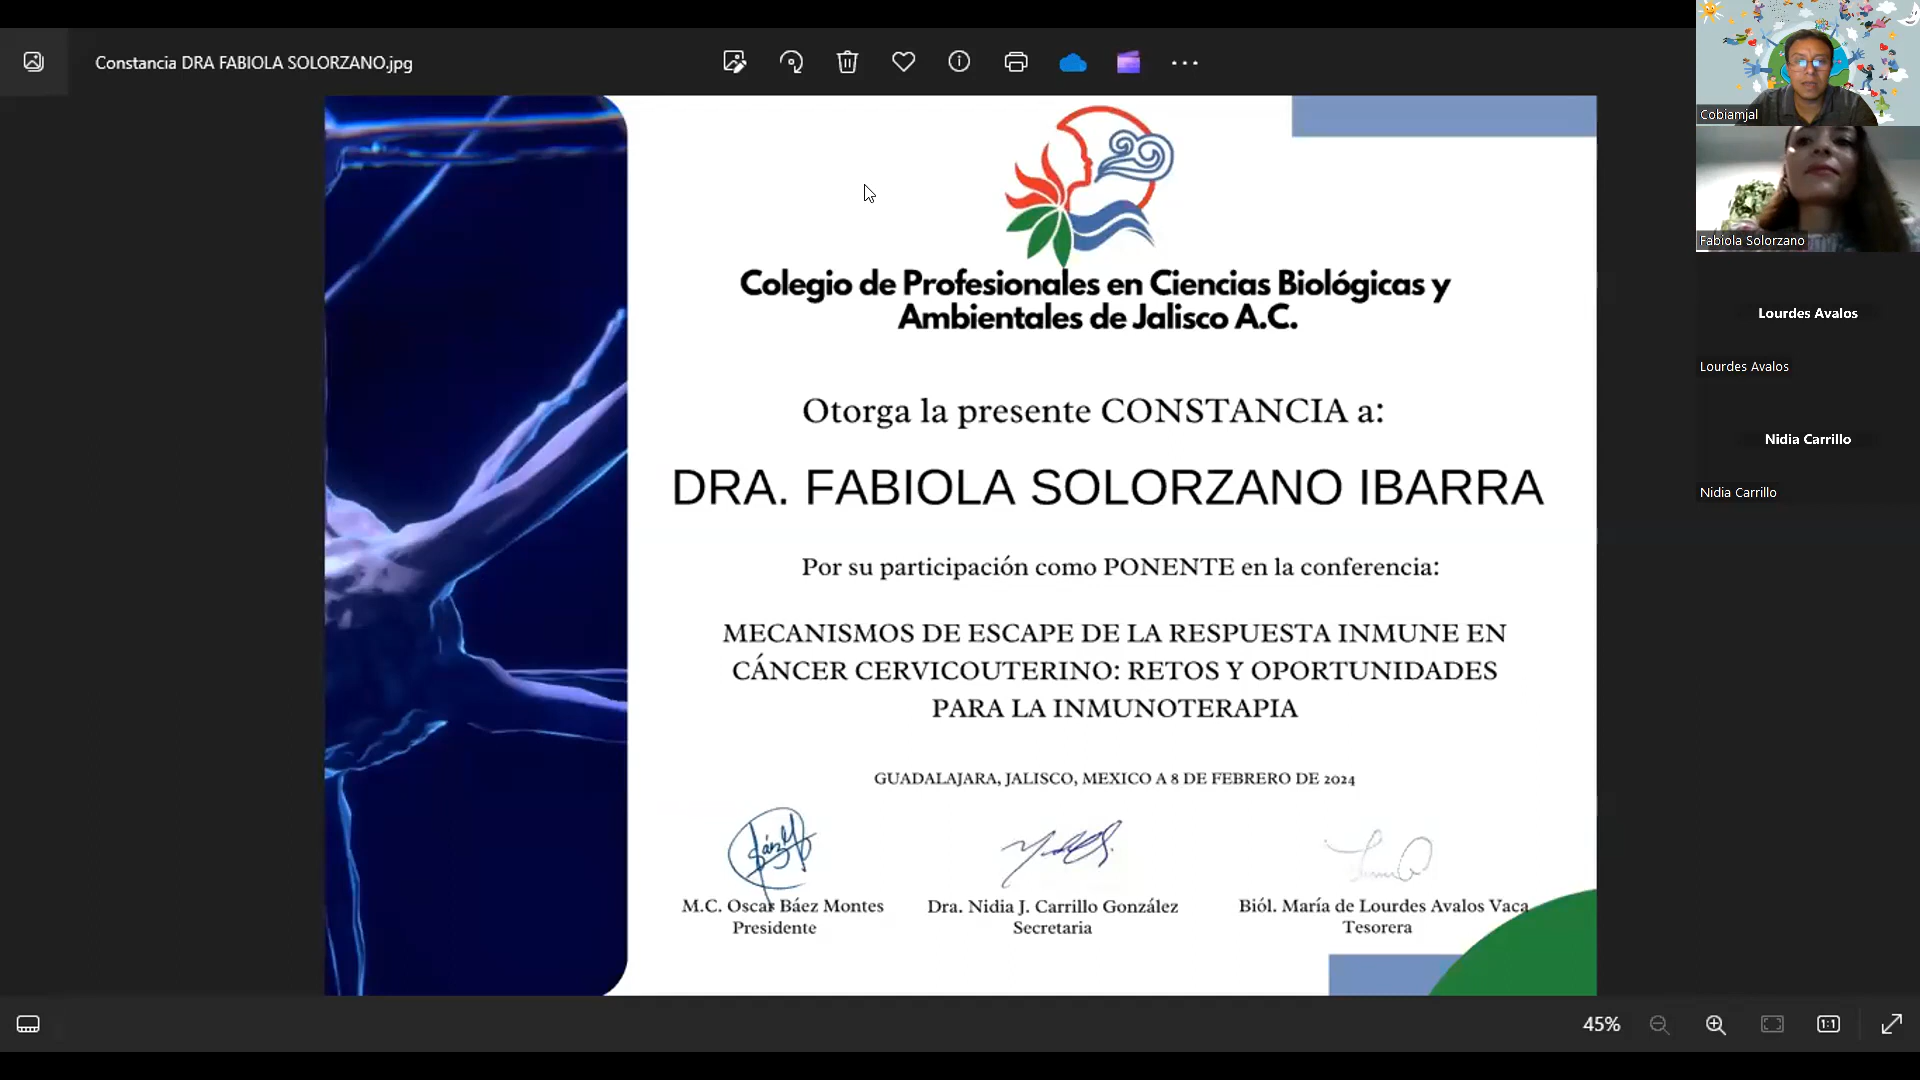 Constancia DRA FABIOLA SOLORZANO.jpg
Colegio de Profesionales en Ciencias Biológicas y
Ambientales de Jalisco A.C.
Otorga la presente CONSTANCIA a:
DRA. FABIOLA SOLORZANO IBARRA
Por su participación como PONENTE en la conferencia:
MECANISMOS DE ESCAPE DE LA RESPUESTA INMUNE EN
CÁNCER CERVICOUTERINO: RETOS Y OPORTUNIDADES
PARA LA INMUNOTERAPIA
GUADALAJARA, JALISCO, MEXICO A 8 DE FEBRERO DE 2024
M.C. Oscar Báez Montes
Presidente
Dra. Nidia J. Carrillo González
Secretaria
Biól. María de Lourdes Avalos Vaca
Tesorera
45%
1:1
Cobiamjal
Fabiola Solorzano
Lourdes Avalos
Lourdes Avalos
Nidia Carrillo
Nidia Carrillo